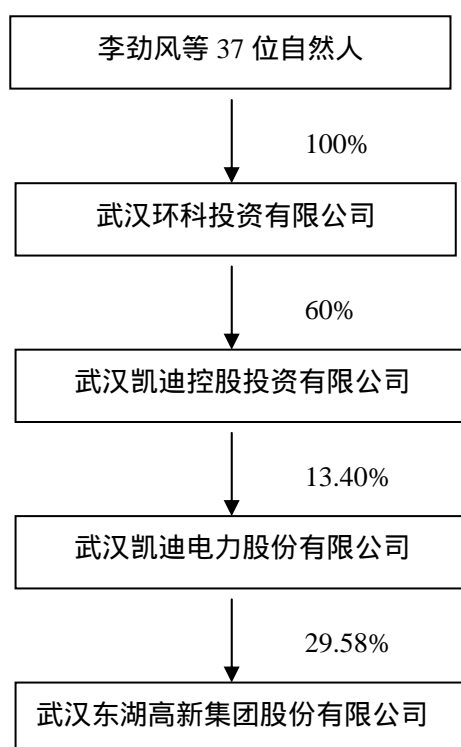 李劲风等 37 位自然人
100%
武汉环科投资有限公司
60%
武汉凯迪控股投资有限公司
13.40%
武汉凯迪电力股份有限公司
29.58%
武汉东湖高新集团股份有限公司